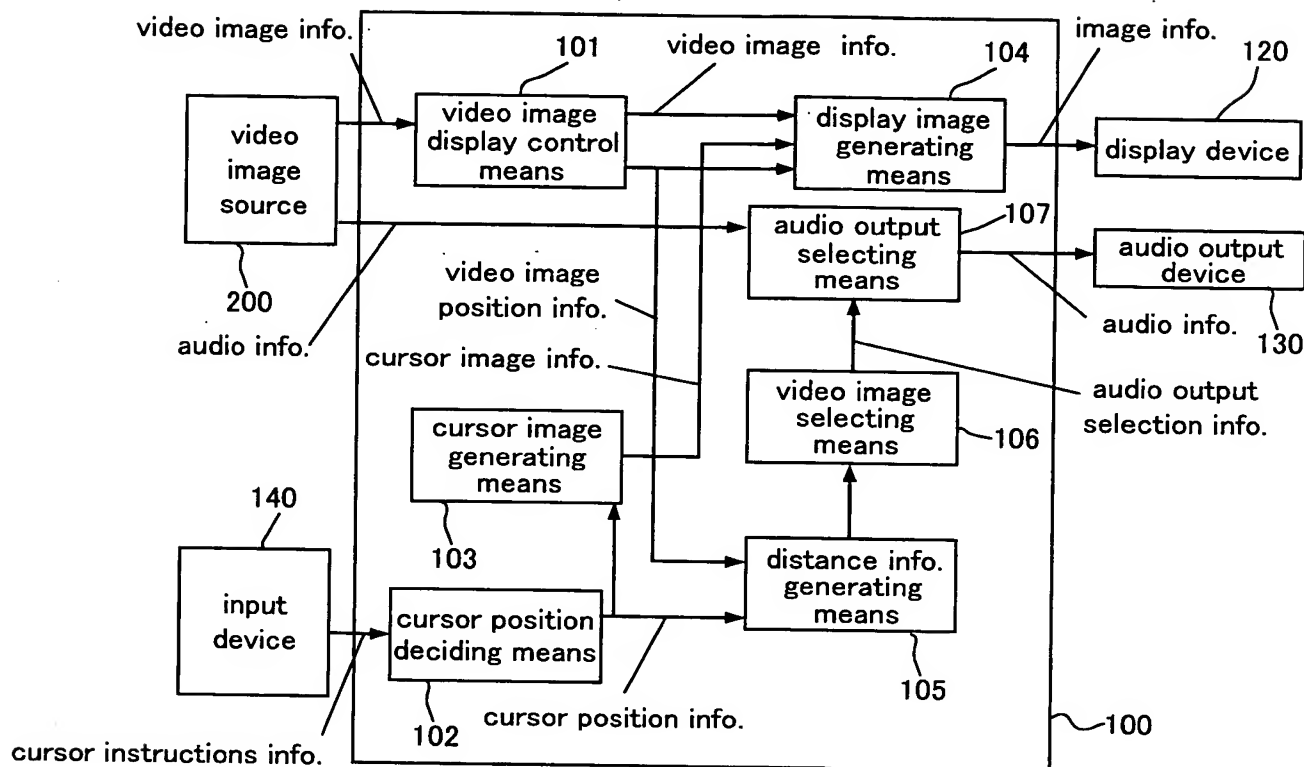 video image info.
101
video image info.
104
image info.
120
video
image
source
video image
display control
means
display image
generating
means
display device
200
audio info.
107
audio output
selecting
means
audio output
device
130
video image
position info.
cursor image info.
audio info.
video image
selecting
means
106
audio output
selection info.
cursor image
generating
means
103
140
input
device
distance info.
generating
means
105
cursor position
deciding means
102
cursor position info.
100
cursor instructions info.